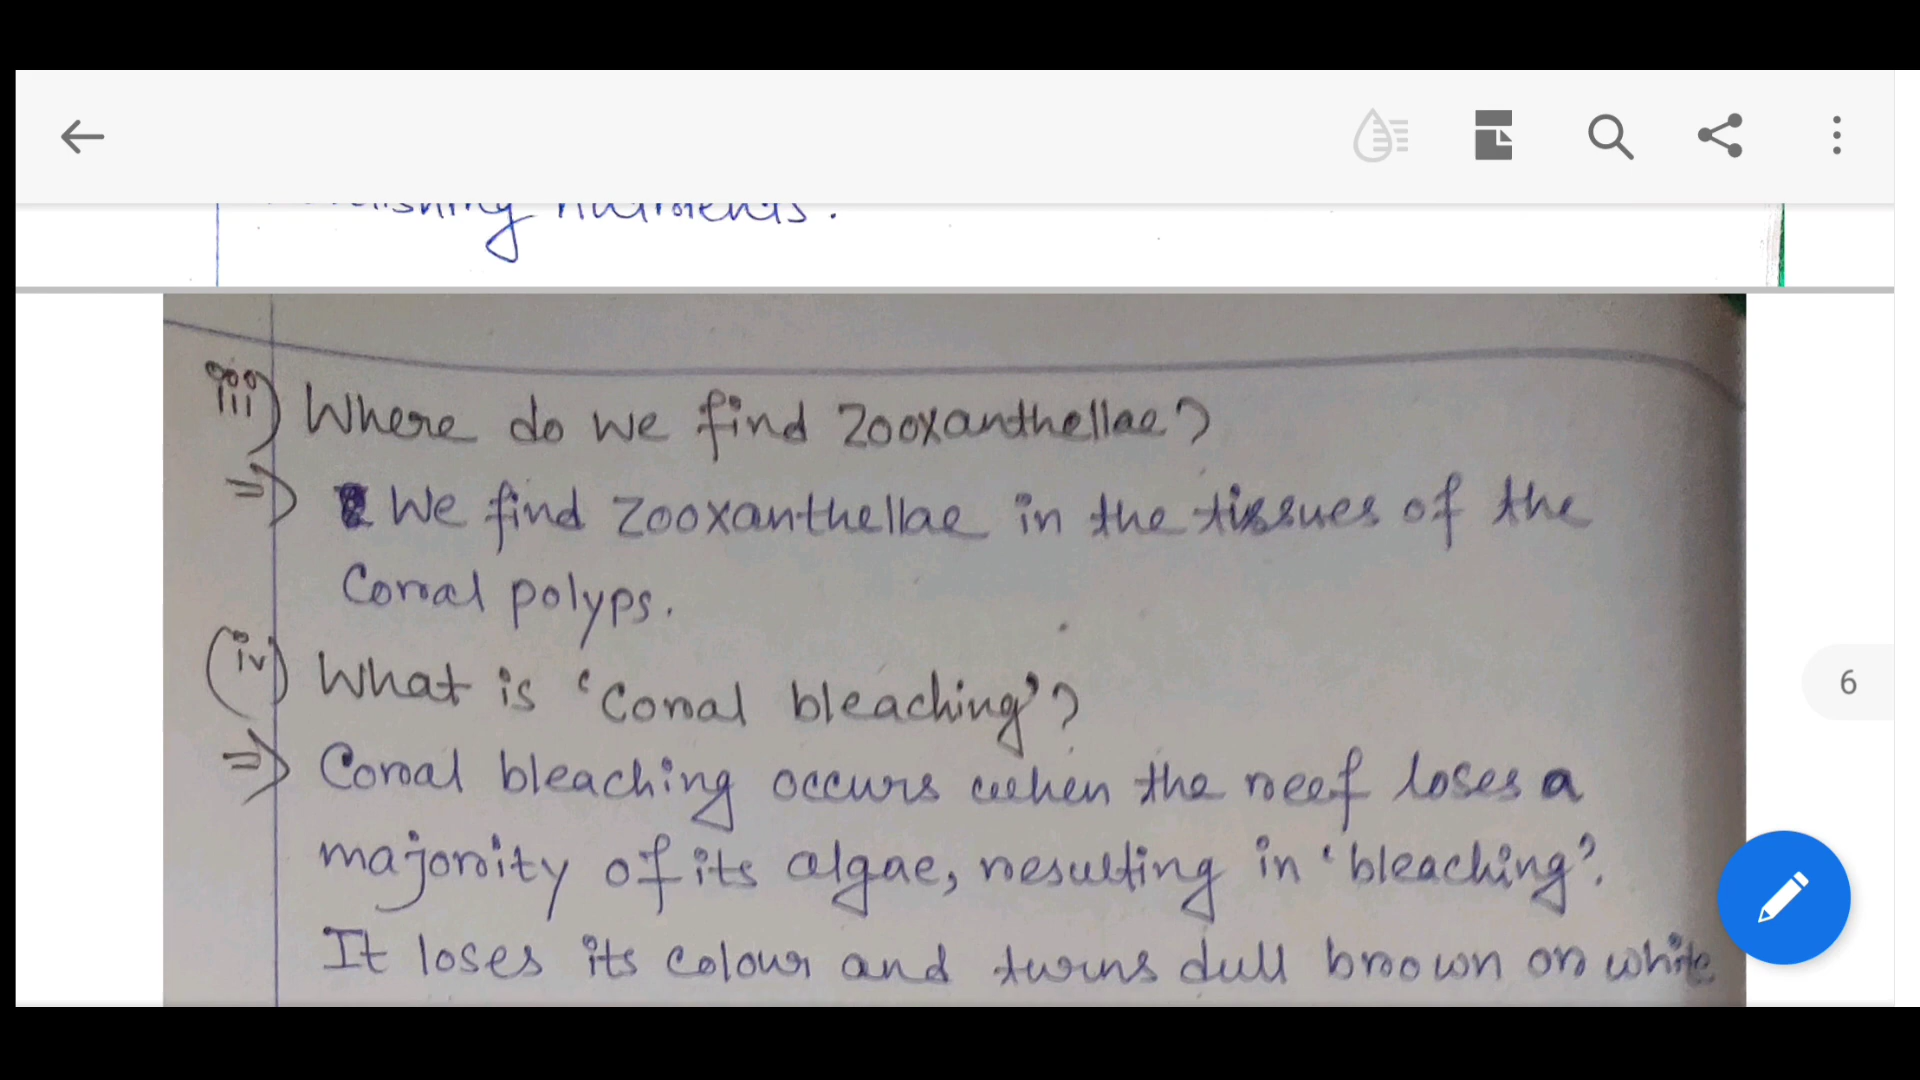 nutrients.
iii) Where do we find Zooxanthellae?
=> We find Zooxanthellae in the tissues of the
Coral polyps.
(iv) What is 'Coral bleaching'?
=> Coral bleaching occurs when the reef loses a
majority of its algae, resulting in 'bleaching'.
It loses its colour and turns dull brown or white
6